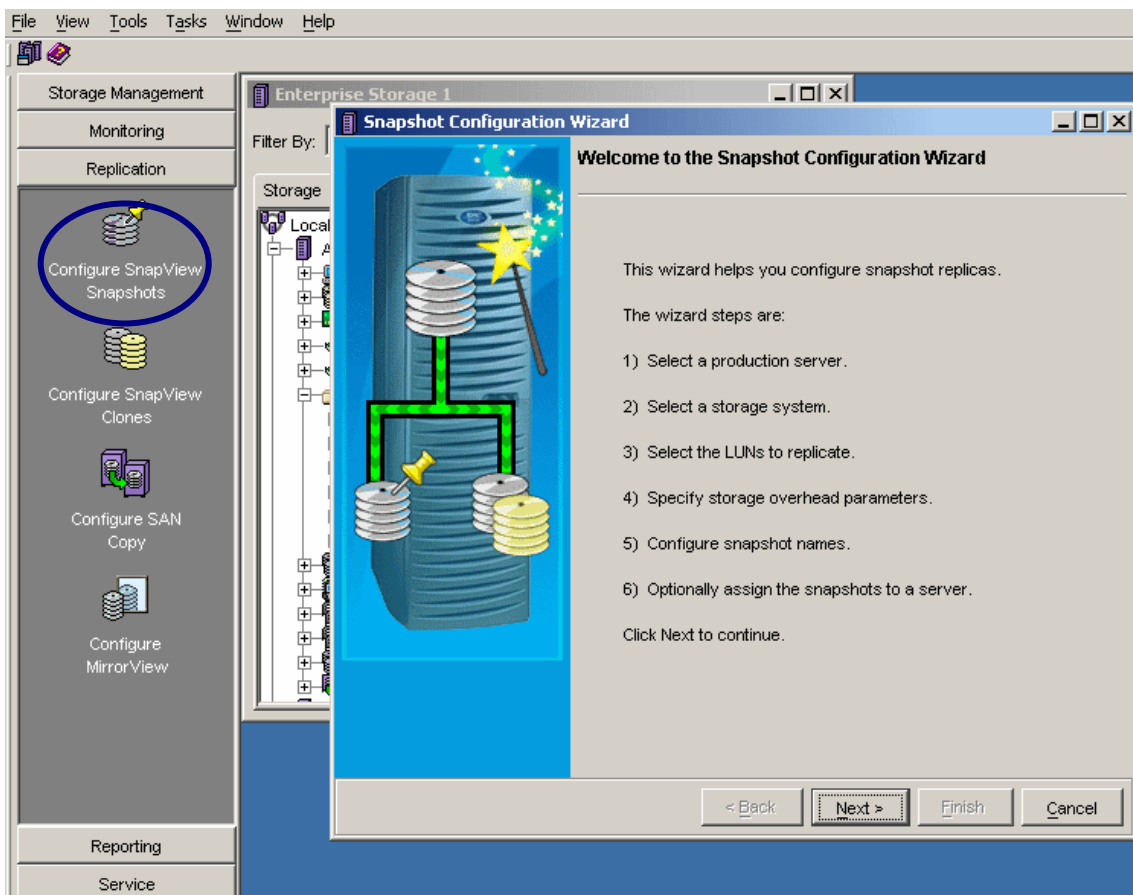 File View Tools Tasks Window Help
Storage Management
Monitoring
Replication
Configure SnapView
Snapshots
Configure SnapView
Clones
Configure SAN
Copy
Configure
MirrorView
Reporting
Service
Enterprise Storage 1
Filter By:
Storage
Local
Snapshot Configuration Wizard
Welcome to the Snapshot Configuration Wizard
This wizard helps you configure snapshot replicas.
The wizard steps are:
1) Select a production server.
2) Select a storage system.
3) Select the LUNs to replicate.
4) Specify storage overhead parameters.
5) Configure snapshot names.
6) Optionally assign the snapshots to a server.
Click Next to continue.
< Back Next > Finish Cancel